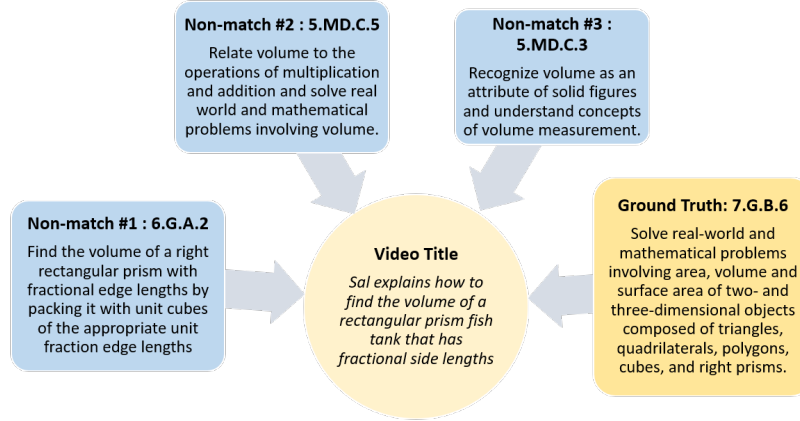 Non-match #2 : 5.MD.C.5
Relate volume to the
operations of multiplication
and addition and solve real
world and mathematical
problems involving volume.
Non-match #3 :
5.MD.C.3
Recognize volume as an
attribute of solid figures
and understand concepts
of volume measurement.
Non-match #1 : 6.G.A.2
Find the volume of a right
rectangular prism with
fractional edge lengths by
packing it with unit cubes
of the appropriate unit
fraction edge lengths
Video Title
Sal explains how to
find the volume of a
rectangular prism fish
tank that has
fractional side lengths
Ground Truth: 7.G.B.6
Solve real-world and
mathematical problems
involving area, volume and
surface area of two- and
three-dimensional objects
composed of triangles,
quadrilaterals, polygons,
cubes, and right prisms.